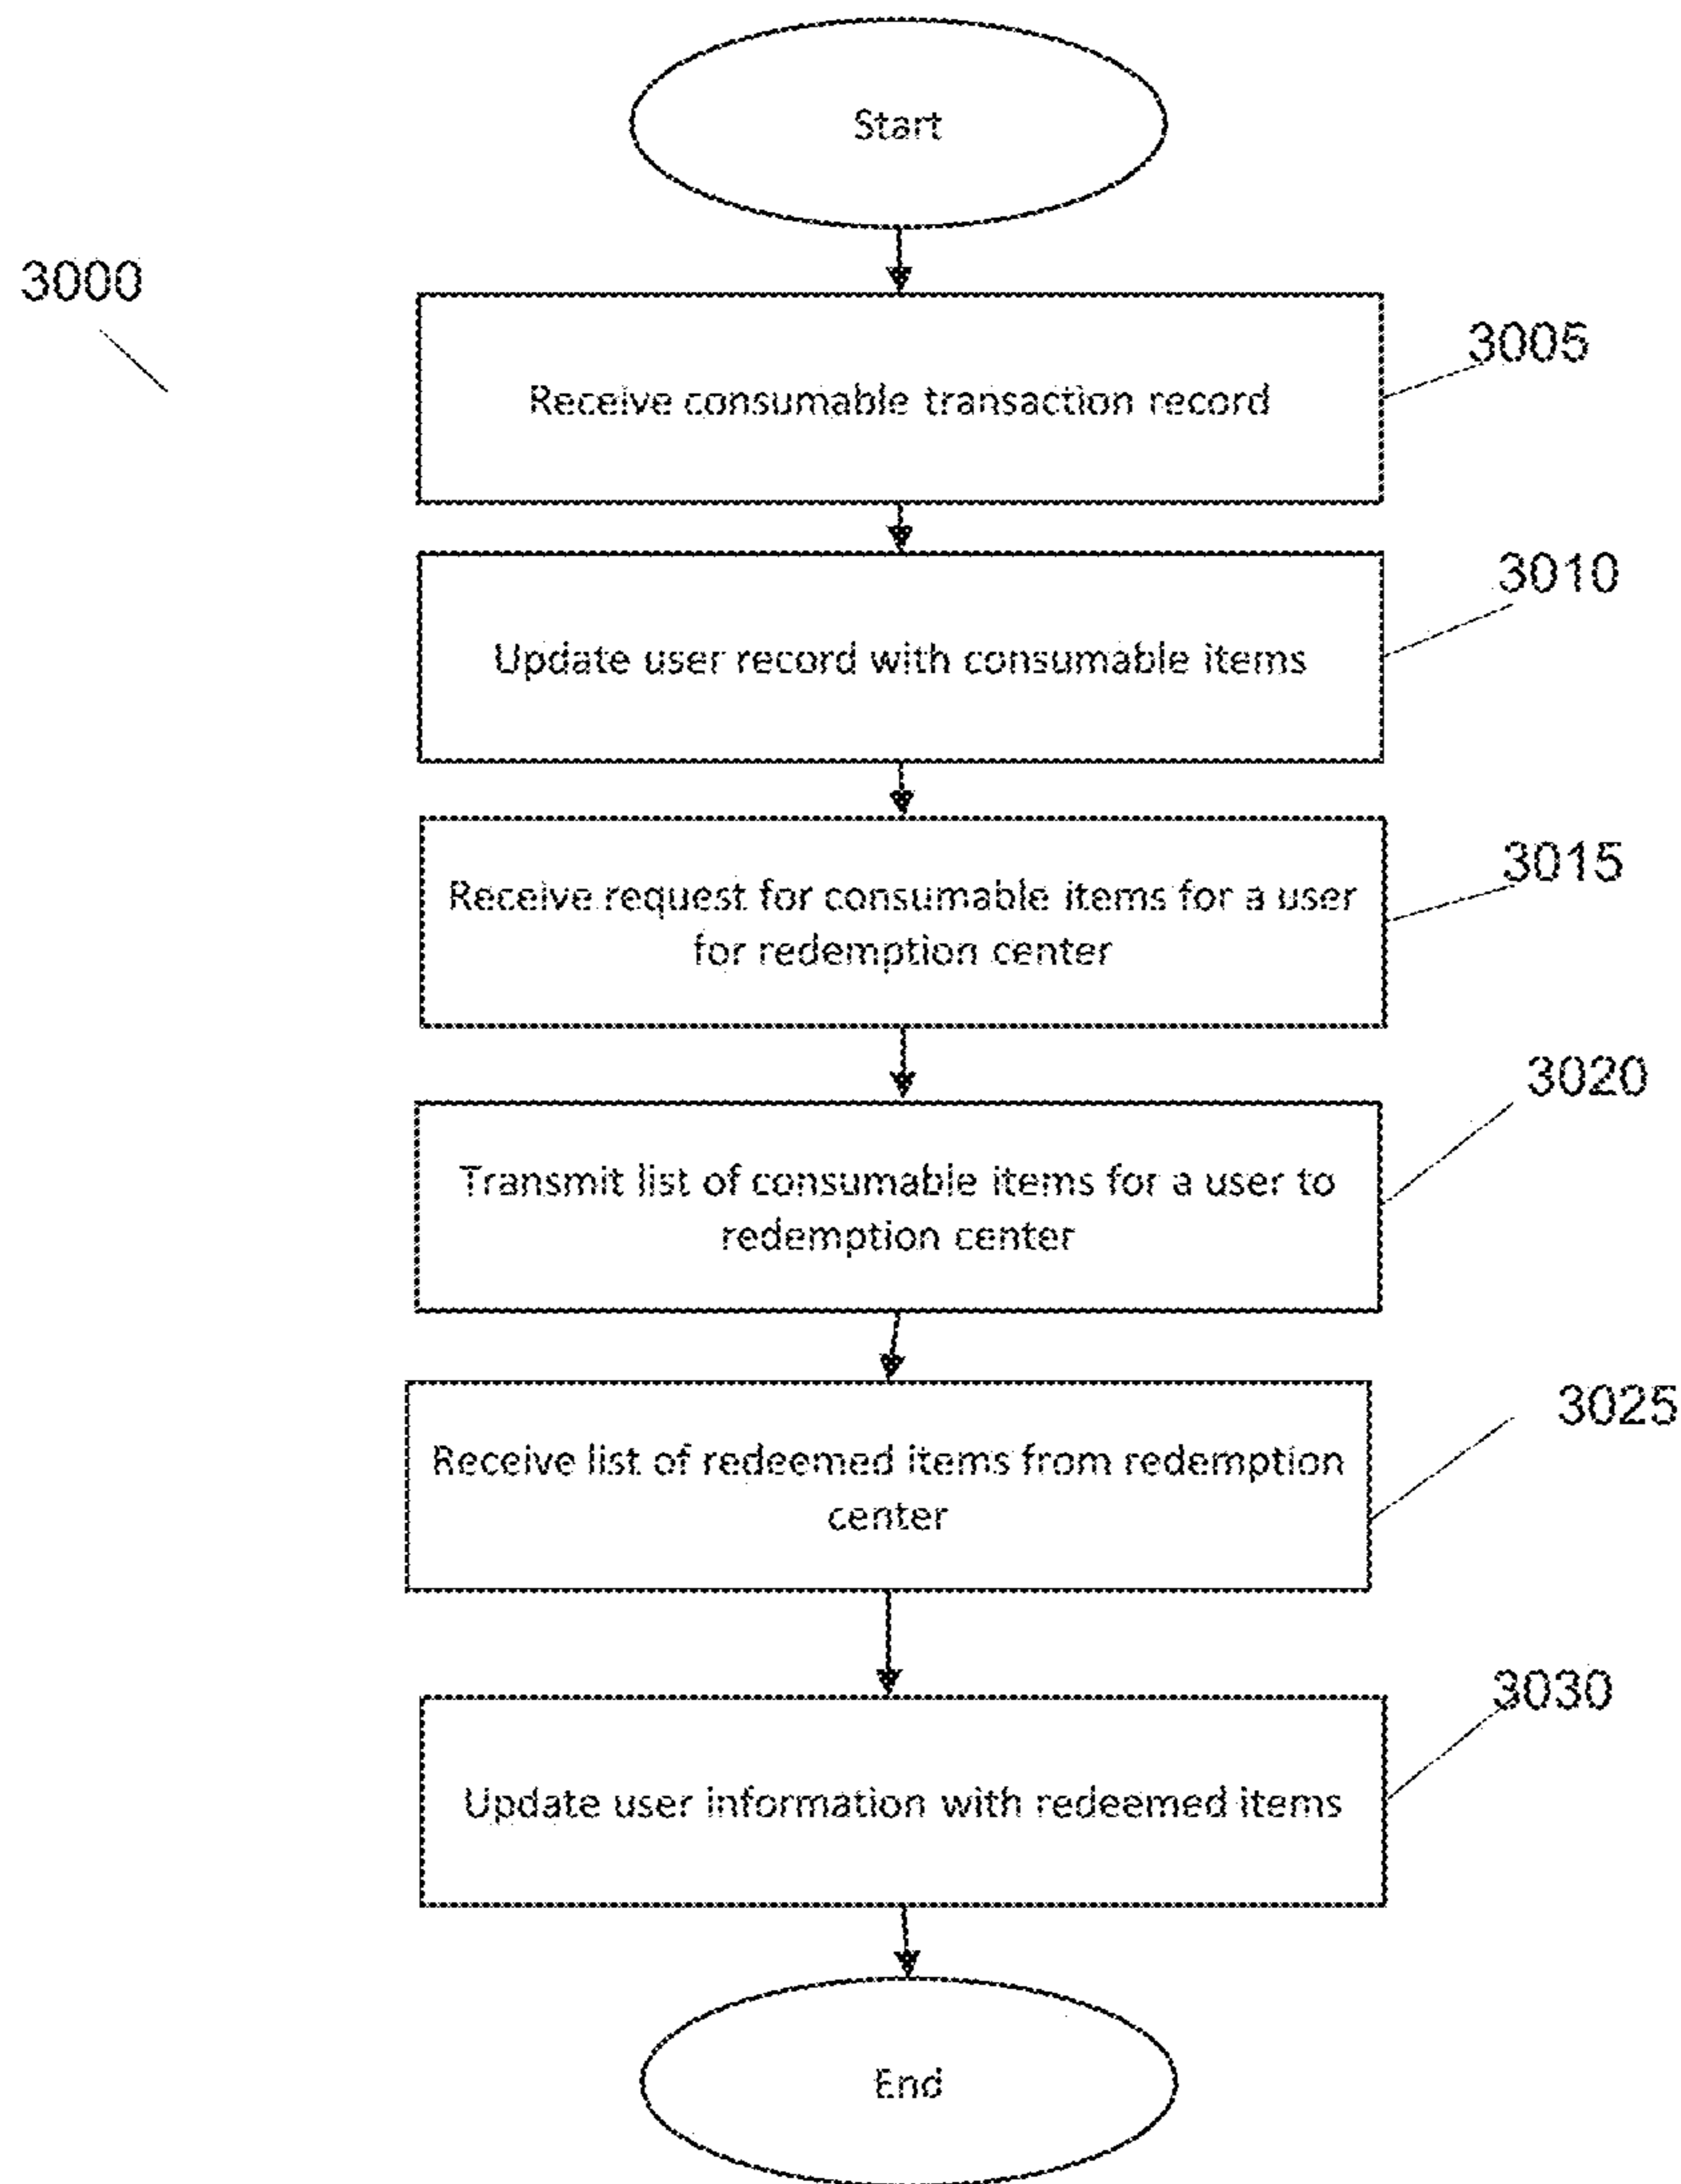 Start
3000
3005
Receive consumable transaction record
3010
Update user record with consumable items
3015
Receive request for consumable items for a user
for redemption center
3020
Transmit list of consumable items for a user to
redemption center
3025
Receive list of redeemed items from redemption
center
3030
Update user information with redeemed items
End